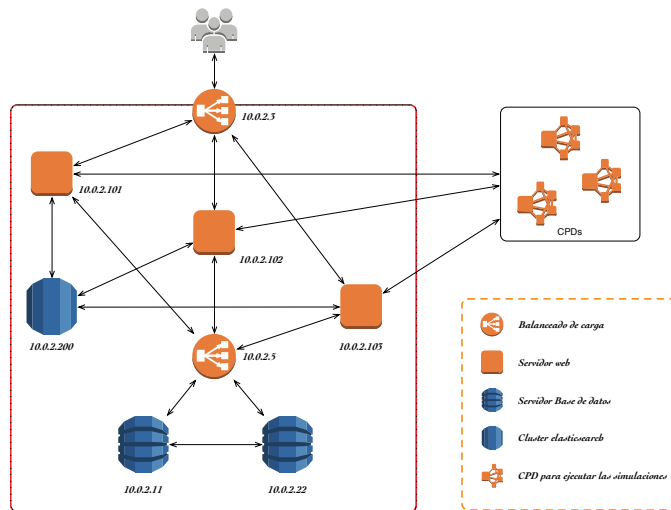 10.0.2.3
10.0.2.101
CPDs
10.0.2.102
10.0.2.103
10.0.2.200
10.0.2.5
10.0.2.11
10.0.2.22
Balanceado de carga
Servidor web
Servidor Base de datos
Cluster elasticsearch
CPD para ejecutar las simulaciones